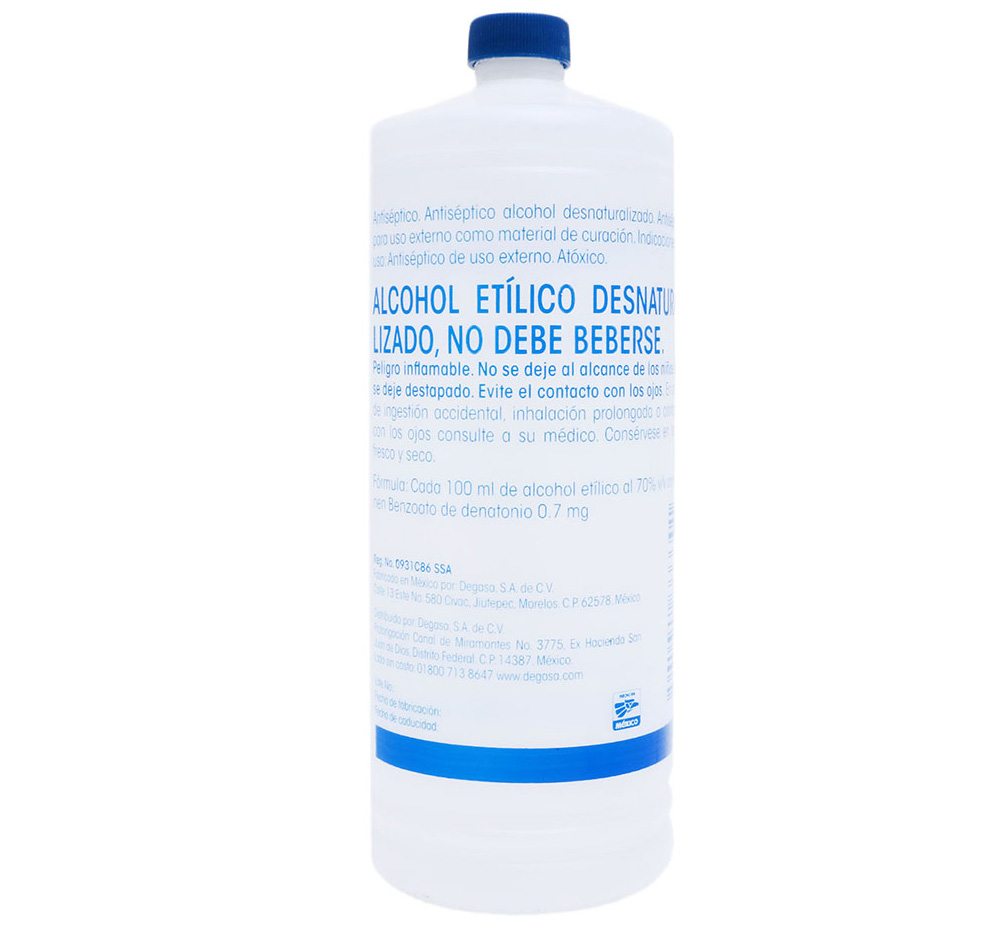 Antiséptico. Antiséptico alcohol desnaturalizado.
para uso externo como material de curación.
uso: Antiséptico de uso externo. Atóxico.
ALCOHOL ETÍLICO DESNATUR
LIZADO, NO DEBE BEBERSE.
Peligro inflamable. No se deje al alcance de los
se deje destapado. Evite el contacto con los ojos.
de ingestión accidental, inhalación prolongada o
con los ojos consulte a su médico. Consérvese en
fresco y seco.
Fórmula: Cada 100 ml de alcohol etílico al 70%
nen Benzoato de denatonio 0.7 mg
Reg. No. 0931C86 SSA
Fabricado en México por: Degasa, S.A. de C.V.
Calle 13 Este No. 580 Civac, Jiutepec, Morelos. C.P. 62578. México.
Distribuido por: Degasa, S.A. de C.V.
Prolongación Canal de Miramontes No. 3775, Ex Hacienda San
Juan de Dios, Distrito Federal. C.P. 14387. México.
sin costo: 01800 713 8647 www.degasa.com
Lote No.:
Fecha de fabricación:
Fecha de caducidad
HECHO EN
MÉXICO